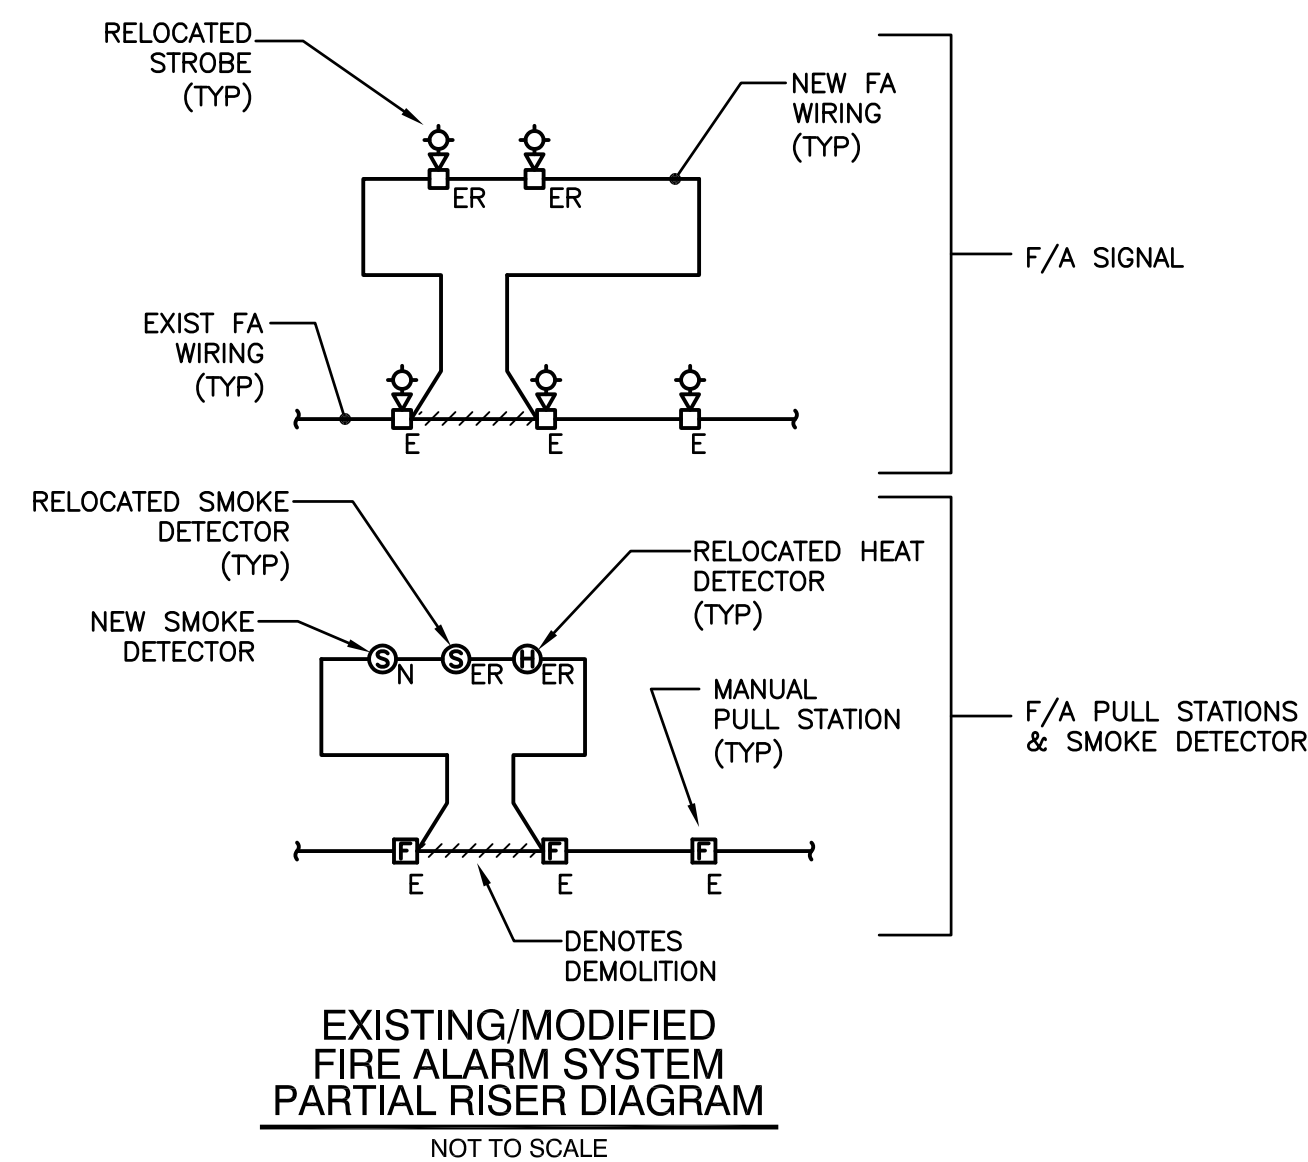 RELOCATED
STROBE
(TYP)
NEW FA
WIRING
(TYP)
ER
ER
F/A SIGNAL
EXIST FA
WIRING
(TYP)
E
E
E
RELOCATED SMOKE
DETECTOR
(TYP)
RELOCATED HEAT
DETECTOR
(TYP)
NEW SMOKE
DETECTOR
S
N
S
ER
H
ER
MANUAL
PULL STATION
(TYP)
F/A PULL STATIONS
& SMOKE DETECTOR
F
E
F
E
F
E
DENOTES
DEMOLITION
EXISTING/MODIFIED
FIRE ALARM SYSTEM
PARTIAL RISER DIAGRAM
NOT TO SCALE